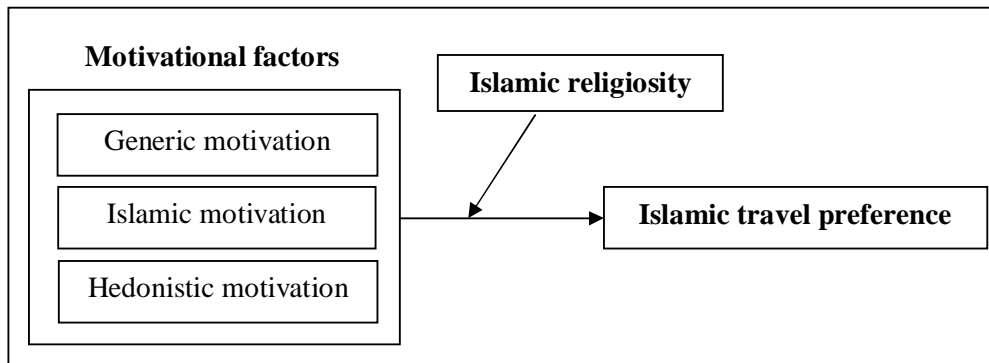 Motivational factors
Islamic religiosity
Generic motivation
Islamic motivation
Islamic travel preference
Hedonistic motivation